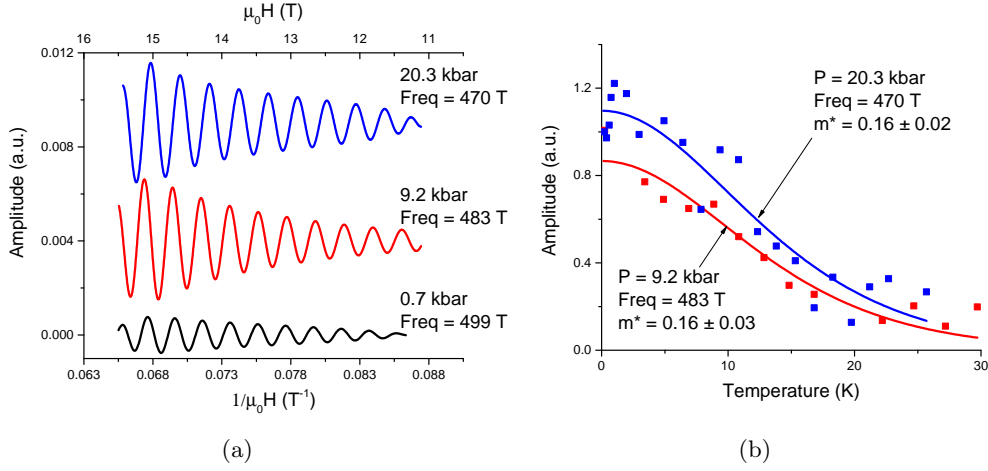 μ₀H (T)
16 15 14 13 12 11
Amplitude (a.u.)
0.012
0.008
0.004
0.000
20.3 kbar
Freq = 470 T
9.2 kbar
Freq = 483 T
0.7 kbar
Freq = 499 T
0.063 0.068 0.073 0.078 0.083 0.088
1/μ₀H (T⁻¹)
(a)
b)
Amplitude (a.u.)
1.2
0.8
0.4
0.0
P = 20.3 kbar
Freq = 470 T
m* = 0.16 ± 0.02
P = 9.2 kbar
Freq = 483 T
m* = 0.16 ± 0.03
0 10 20 30
Temperature (K)
(b)